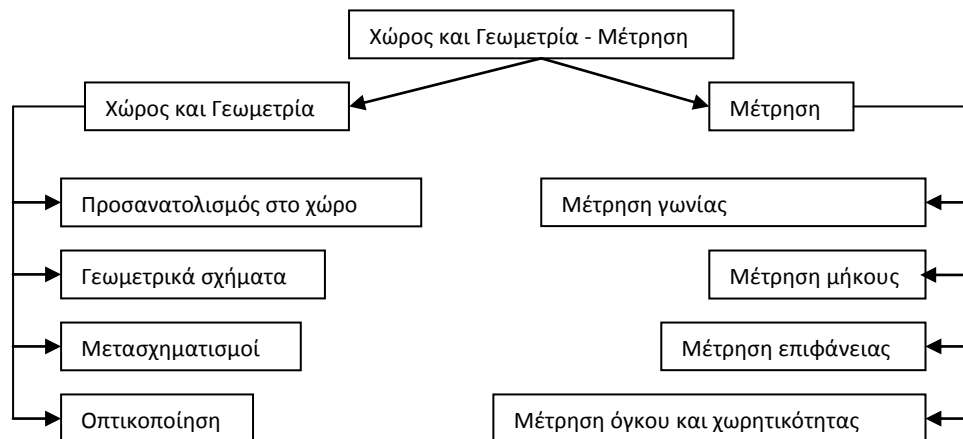 Χώρος και Γεωμετρία - Μέτρηση
Χώρος και Γεωμετρία
Μέτρηση
Προσανατολισμός στο χώρο
Μέτρηση γωνίας
Γεωμετρικά σχήματα
Μέτρηση μήκους
Μετασχηματισμοί
Μέτρηση επιφάνειας
Οπτικοποίηση
Μέτρηση όγκου και χωρητικότητας